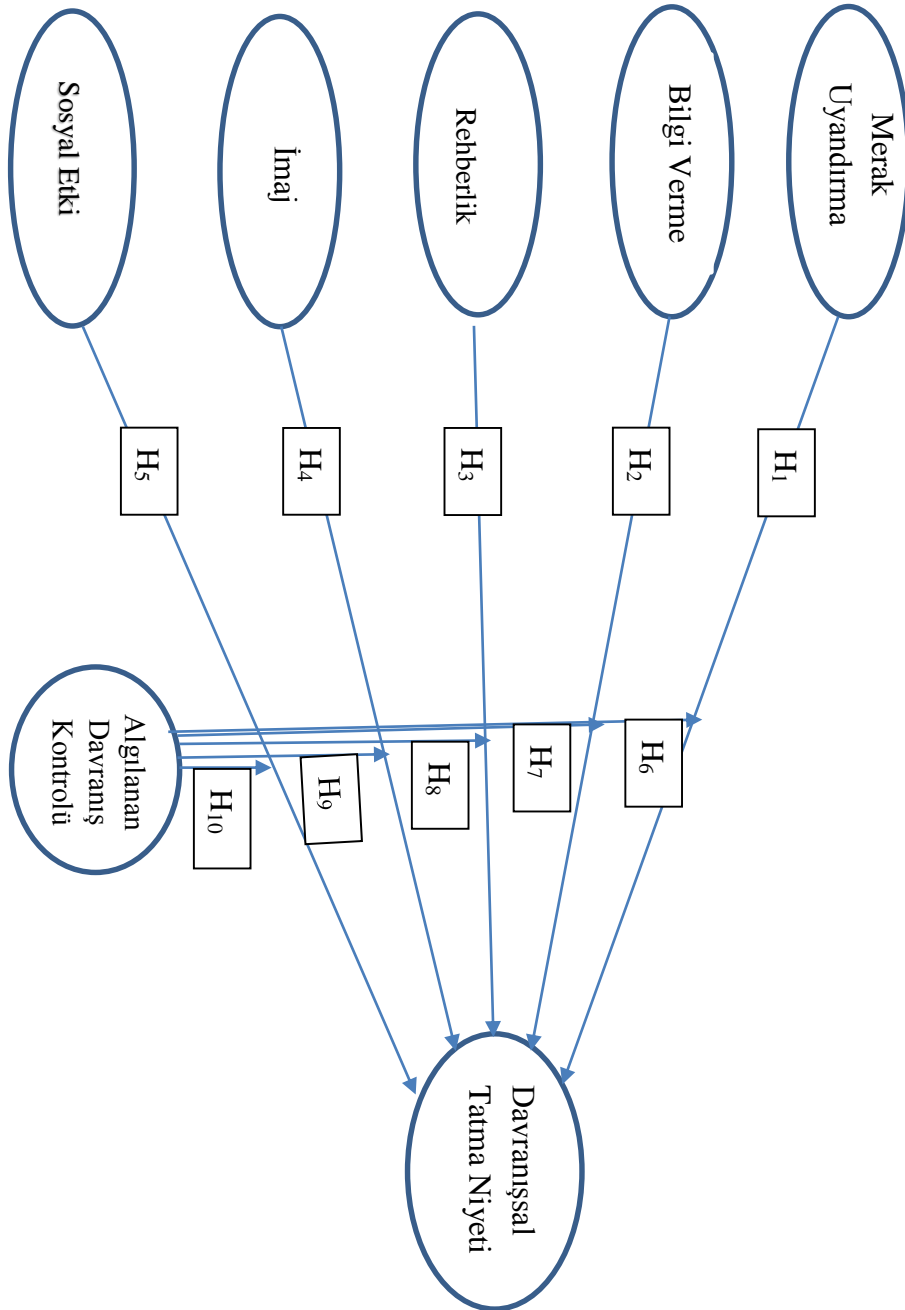 Merak
Uyandırma
Bilgi Verme
Rehberlik
İmaj
Sosyal Etki
H1
H2
H3
H4
H5
H6
H7
H8
H9
H10
Algılanan
Davranış
Kontrolü
Davranışsal
Tatma Niyeti